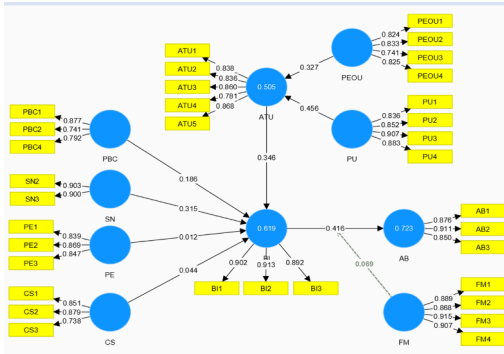 PEOU1
PEOU2
PEOU3
PEOU4
0.824
0.833
0.741
0.825
PEOU
0.327
ATU1
ATU2
ATU3
ATU4
ATU5
0.838
0.836
0.860
0.781
0.868
0.505
ATU
0.456
PU1
PU2
PU3
PU4
0.836
0.852
0.907
0.883
PU
PBC1
PBC2
PBC4
0.877
0.741
0.792
PBC
0.186
0.346
SN2
SN3
0.903
0.900
SN
0.315
PE1
PE2
PE3
0.839
0.869
0.847
PE
0.012
0.619
BI
0.416
0.723
AB
AB1
AB2
AB3
0.876
0.911
0.850
0.902
0.913
0.892
BI1
BI2
BI3
0.069
CS1
CS2
CS3
0.851
0.879
0.738
CS
0.044
FM1
FM2
FM3
FM4
0.889
0.868
0.915
0.907
FM